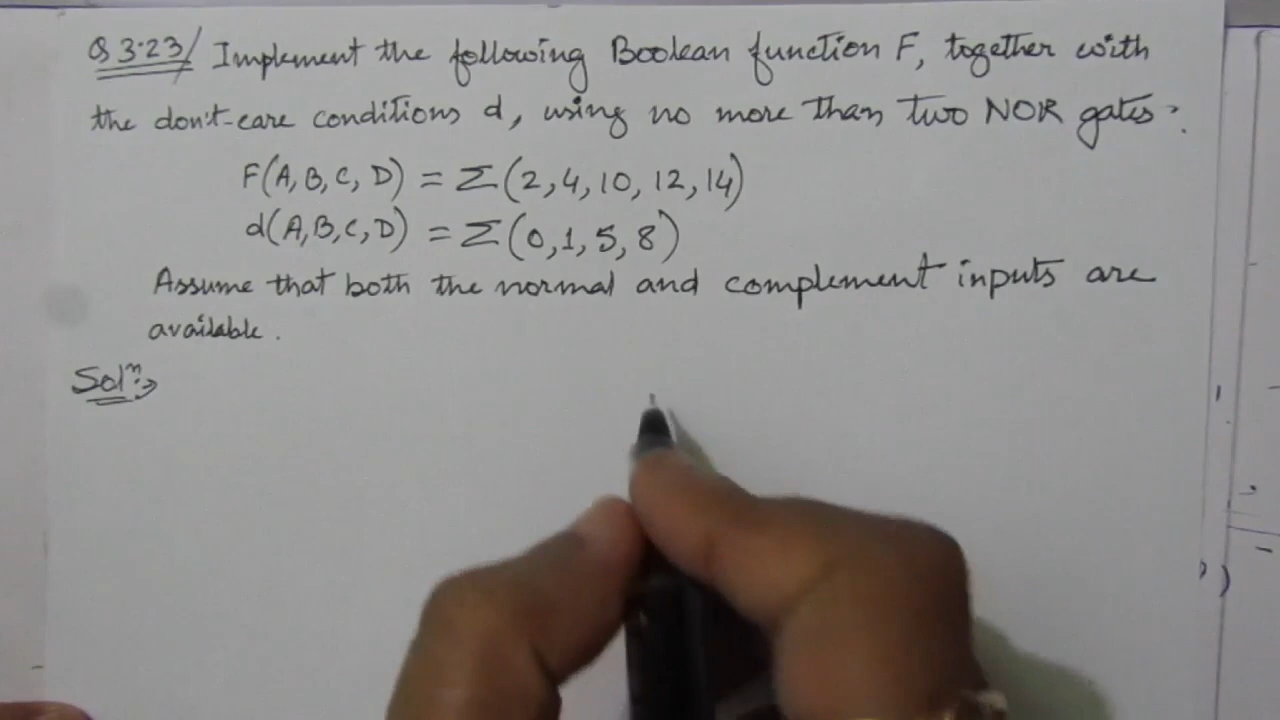 Q 3.23/ Implement the following Boolean function F, together with
the don't-care conditions d, using no more than two NOR gates :
F(A, B, C, D) = Σ(2, 4, 10, 12, 14)
d(A, B, C, D) = Σ(0, 1, 5, 8)
Assume that both the normal and complement inputs are
available.
Solⁿ:→